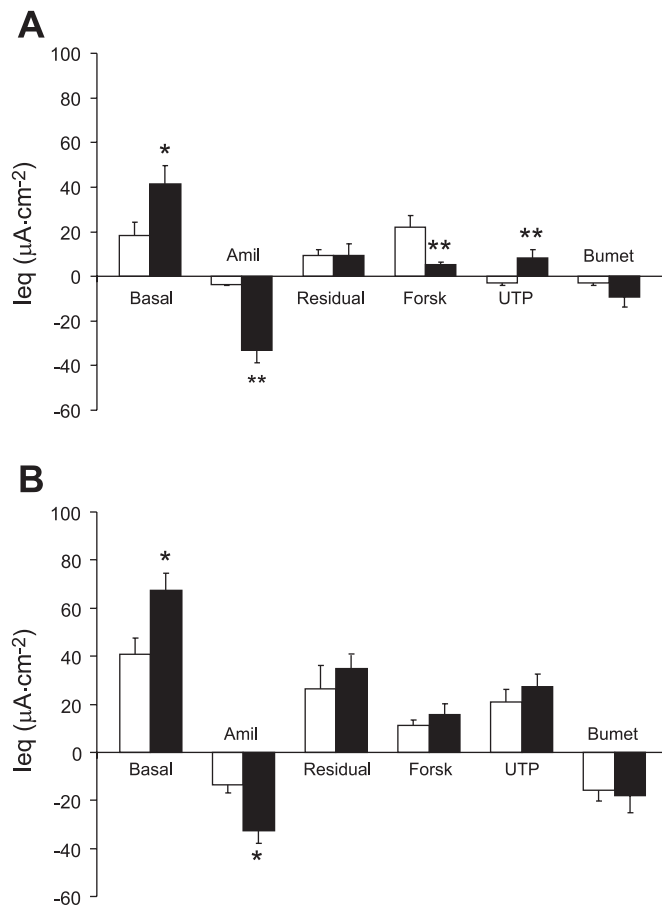 A
Ieq (μA·cm-2)
100
80
60
40
20
0
-20
-40
-60
*
**
**
**
Amil
Bumet
Basal
Residual
Forsk
UTP
B
Ieq (μA·cm-2)
100
80
60
40
20
0
-20
-40
-60
*
*
Amil
Bumet
Basal
Residual
Forsk
UTP